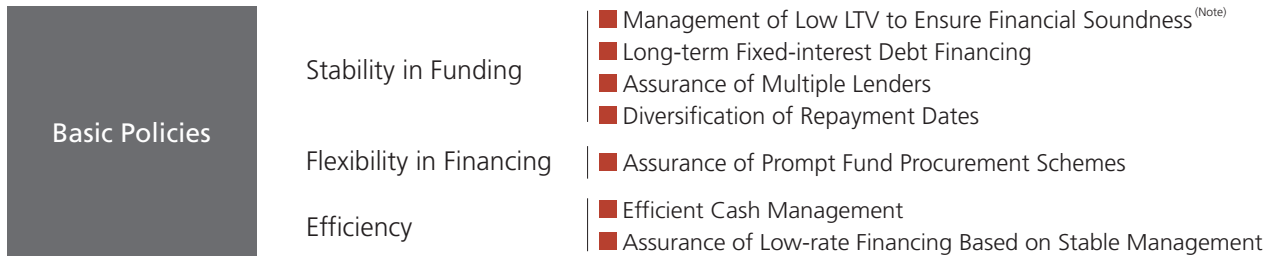 Basic Policies
Stability in Funding
Management of Low LTV to Ensure Financial Soundness (Note)
Long-term Fixed-interest Debt Financing
Assurance of Multiple Lenders
Diversification of Repayment Dates
Flexibility in Financing
Assurance of Prompt Fund Procurement Schemes
Efficiency
Efficient Cash Management
Assurance of Low-rate Financing Based on Stable Management